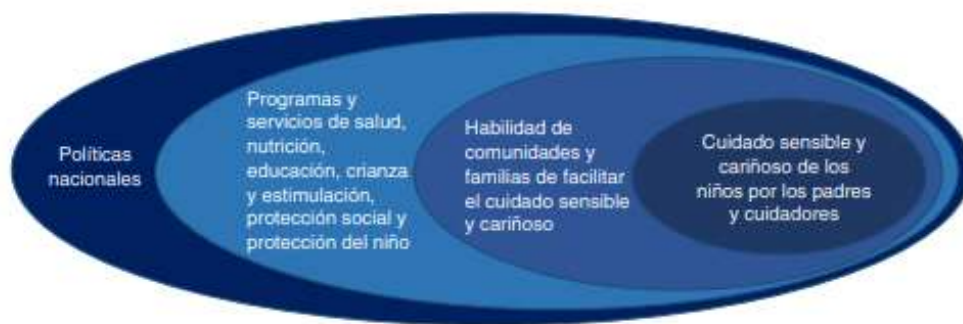 Políticas
nacionales
Programas y
servicios de salud,
nutrición,
educación, crianza
y estimulación,
protección social y
protección del niño
Habilidad de
comunidades y
familias de facilitar
el cuidado sensible
y cariñoso
Cuidado sensible y
cariñoso de los
niños por los padres
y cuidadores